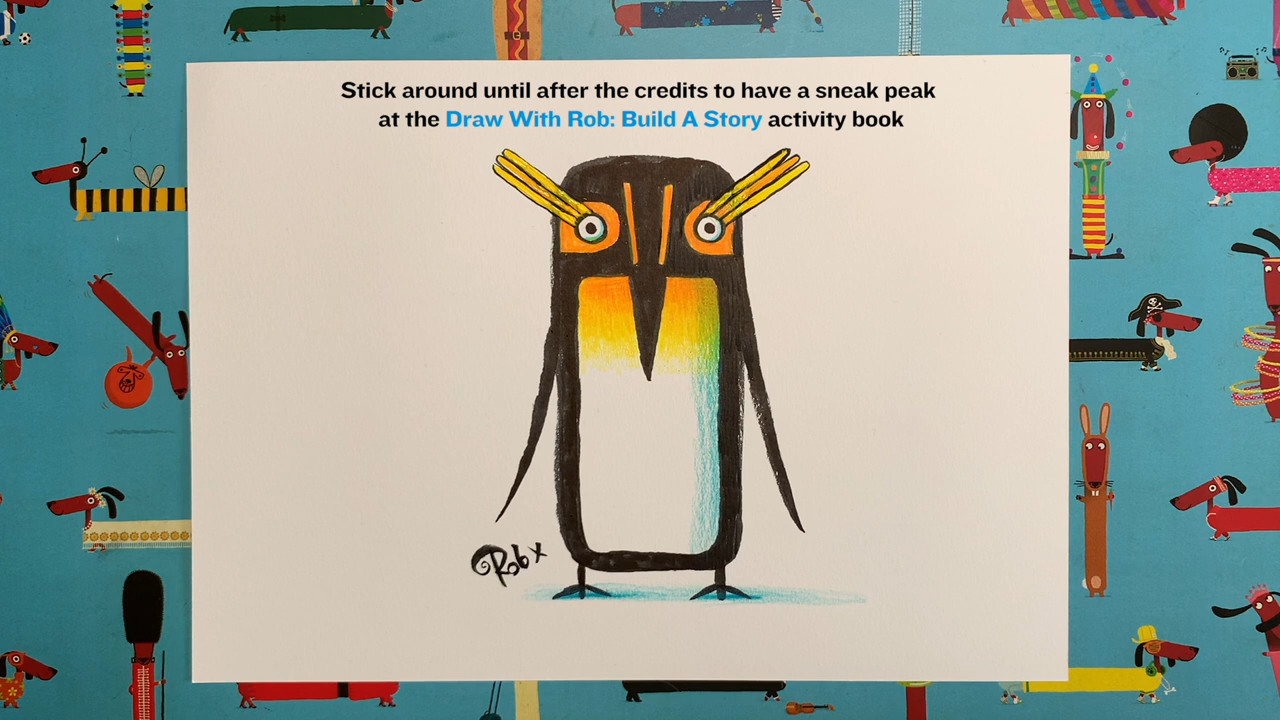 Stick around until after the credits to have a sneak peak
at the Draw With Rob: Build A Story activity book
Rob x